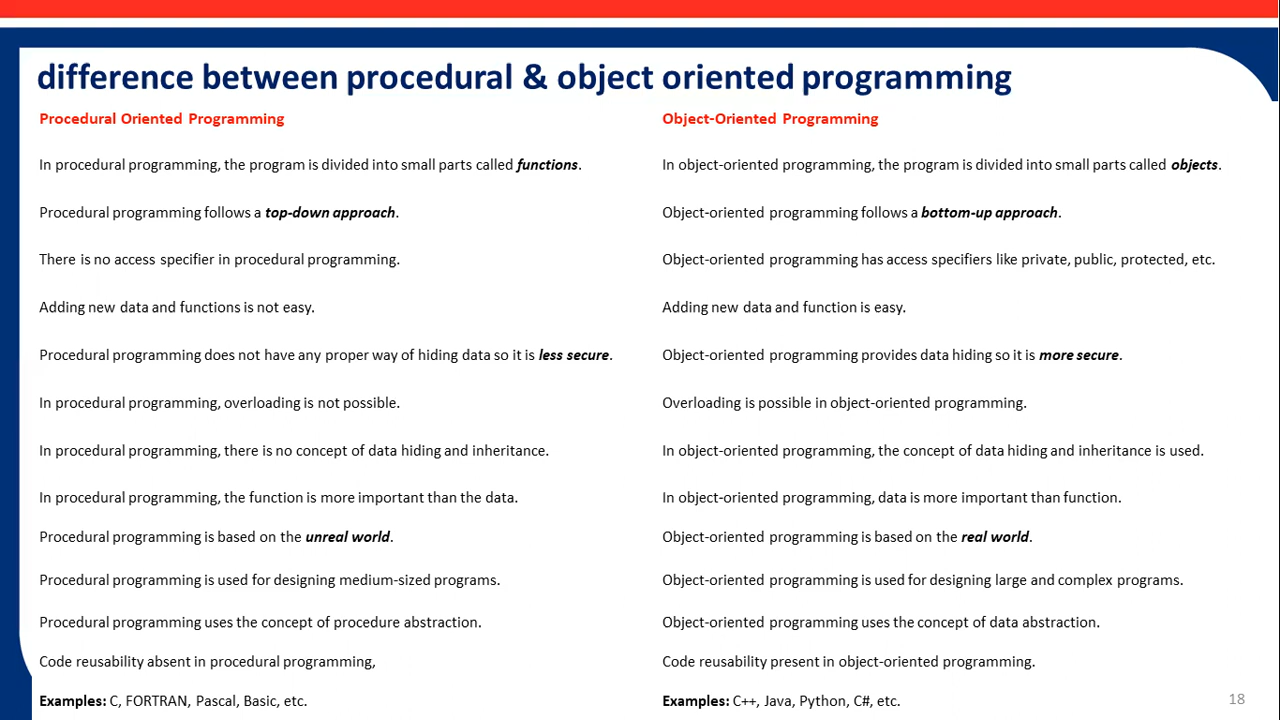 difference between procedural & object oriented programming
Procedural Oriented Programming
Object-Oriented Programming
In procedural programming, the program is divided into small parts called functions.
In object-oriented programming, the program is divided into small parts called objects.
Procedural programming follows a top-down approach.
Object-oriented programming follows a bottom-up approach.
There is no access specifier in procedural programming.
Object-oriented programming has access specifiers like private, public, protected, etc.
Adding new data and functions is not easy.
Adding new data and function is easy.
Procedural programming does not have any proper way of hiding data so it is less secure.
Object-oriented programming provides data hiding so it is more secure.
In procedural programming, overloading is not possible.
Overloading is possible in object-oriented programming.
In procedural programming, there is no concept of data hiding and inheritance.
In object-oriented programming, the concept of data hiding and inheritance is used.
In procedural programming, the function is more important than the data.
In object-oriented programming, data is more important than function.
Procedural programming is based on the unreal world.
Object-oriented programming is based on the real world.
Procedural programming is used for designing medium-sized programs.
Object-oriented programming is used for designing large and complex programs.
Procedural programming uses the concept of procedure abstraction.
Object-oriented programming uses the concept of data abstraction.
Code reusability absent in procedural programming,
Code reusability present in object-oriented programming.
Examples: C, FORTRAN, Pascal, Basic, etc.
Examples: C++, Java, Python, C#, etc.
18